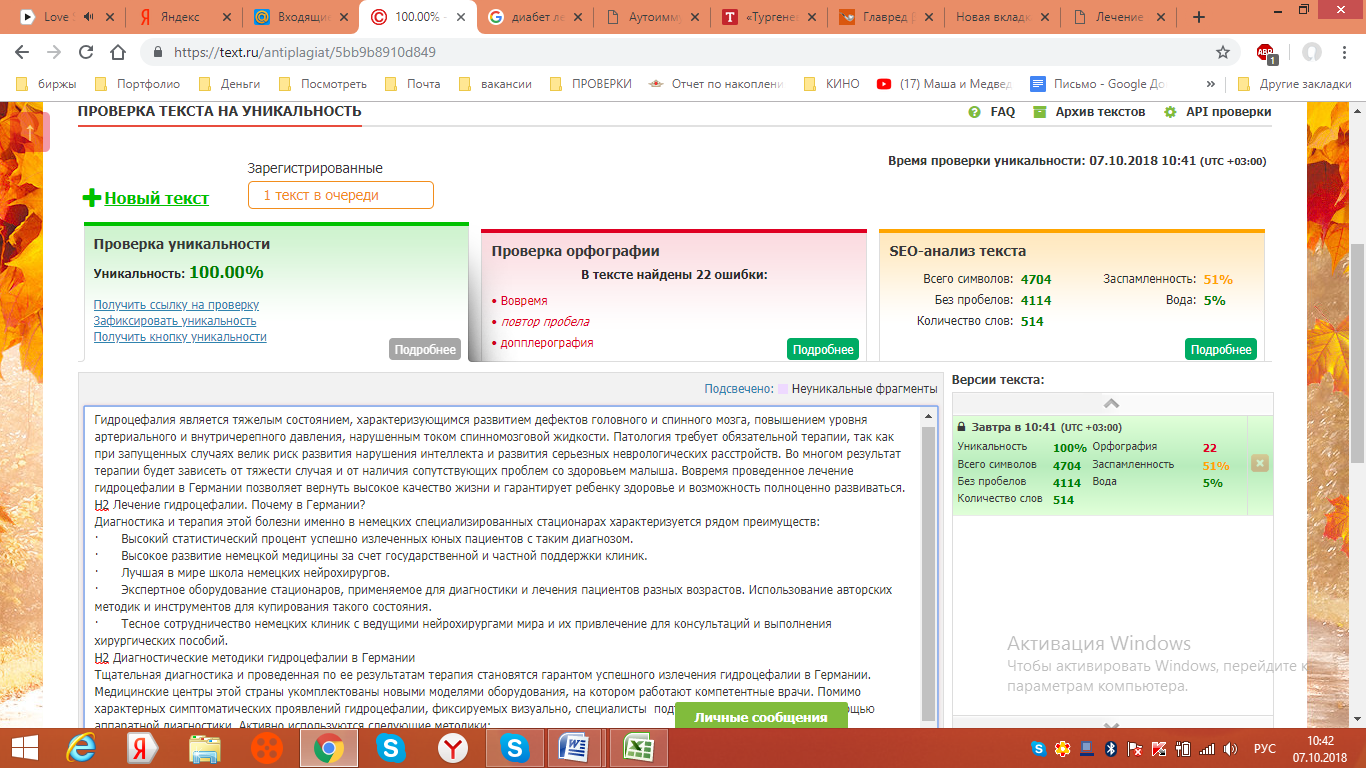 Love S
Яндекс
Входящие
100.00% -
диабет ле
Аутоимму
«Тургенев
Главред (
Новая вкладк
Лечение
https://text.ru/antiplagiat/5bb9b8910d849
ABP
1
биржы
Портфолио
Деньги
Посмотреть
Почта
вакансии
ПРОВЕРКИ
Отчет по накоплени
КИНО
(17) Маша и Медвед
Письмо - Google До
»
Другие закладки
ПРОВЕРКА ТЕКСТА НА УНИКАЛЬНОСТЬ
FAQ
Архив текстов
API проверки
Время проверки уникальности: 07.10.2018 10:41 (UTC +03:00)
Зарегистрированные
Новый текст
1 текст в очереди
Проверка уникальности
Уникальность: 100.00%
Получить ссылку на проверку
Зафиксировать уникальность
Получить кнопку уникальности
Подробнее
Проверка орфографии
В тексте найдены 22 ошибки:
• Вовремя
• повтор пробела
• допплерография
Подробнее
SEO-анализ текста
Всего символов: 4704 Заспамленность: 51%
Без пробелов: 4114 Вода: 5%
Количество слов: 514
Подробнее
Подсвечено: Неуникальные фрагменты
Гидроцефалия является тяжелым состоянием, характеризующимся развитием дефектов головного и спинного мозга, повышением уровня
артериального и внутричерепного давления, нарушенным током спинномозговой жидкости. Патология требует обязательной терапии, так как
при запущенных случаях велик риск развития нарушения интеллекта и развития серьезных неврологических расстройств. Во многом результат
терапии будет зависеть от тяжести случая и от наличия сопутствующих проблем со здоровьем малыша. Вовремя проведенное лечение
гидроцефалии в Германии позволяет вернуть высокое качество жизни и гарантирует ребенку здоровье и возможность полноценно развиваться.
H2 Лечение гидроцефалии. Почему в Германии?
Диагностика и терапия этой болезни именно в немецких специализированных стационарах характеризуется рядом преимуществ:
· Высокий статистический процент успешно излеченных юных пациентов с таким диагнозом.
· Высокое развитие немецкой медицины за счет государственной и частной поддержки клиник.
· Лучшая в мире школа немецких нейрохирургов.
· Экспертное оборудование стационаров, применяемое для диагностики и лечения пациентов разных возрастов. Использование авторских
методик и инструментов для купирования такого состояния.
· Тесное сотрудничество немецких клиник с ведущими нейрохирургами мира и их привлечение для консультаций и выполнения
хирургических пособий.
H2 Диагностические методики гидроцефалии в Германии
Тщательная диагностика и проведенная по ее результатам терапия становятся гарантом успешного излечения гидроцефалии в Германии.
Медицинские центры этой страны укомплектованы новыми моделями оборудования, на котором работают компетентные врачи. Помимо
характерных симптоматических проявлений гидроцефалии, фиксируемых визуально, специалисты
аппаратной диагностики. Активно используются следующие методики:
Версии текста:
Завтра в 10:41 (UTC +03:00)
Уникальность 100% Орфография 22
Всего символов 4704 Заспамленность 51%
Без пробелов 4114 Вода 5%
Количество слов 514
Активация Windows
Чтобы активировать Windows, перейдите к
параметрам компьютера.
Личные сообщения
РУС
10:42
07.10.2018